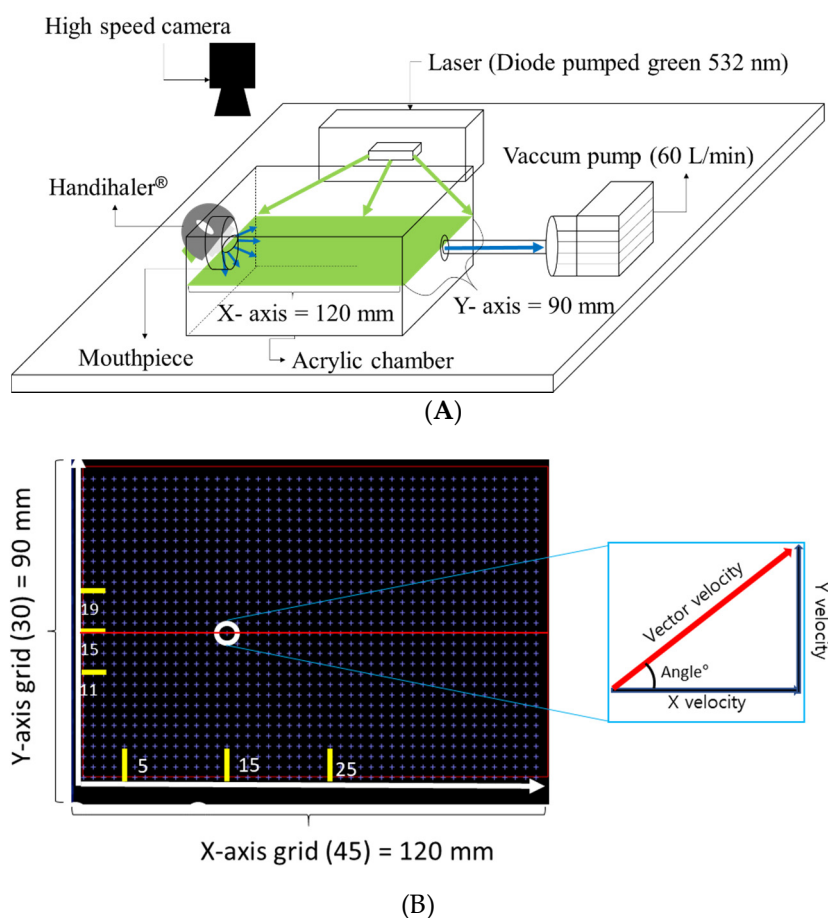 High speed camera
Laser (Diode pumped green 532 nm)
Vaccum pump (60 L/min)
Handihaler®
X- axis = 120 mm
Y- axis = 90 mm
Mouthpiece
Acrylic chamber
(A)
Y-axis grid (30) = 90 mm
19
15
11
5
15
25
X-axis grid (45) = 120 mm
Vector velocity
Angle°
X velocity
Y velocity
(B)